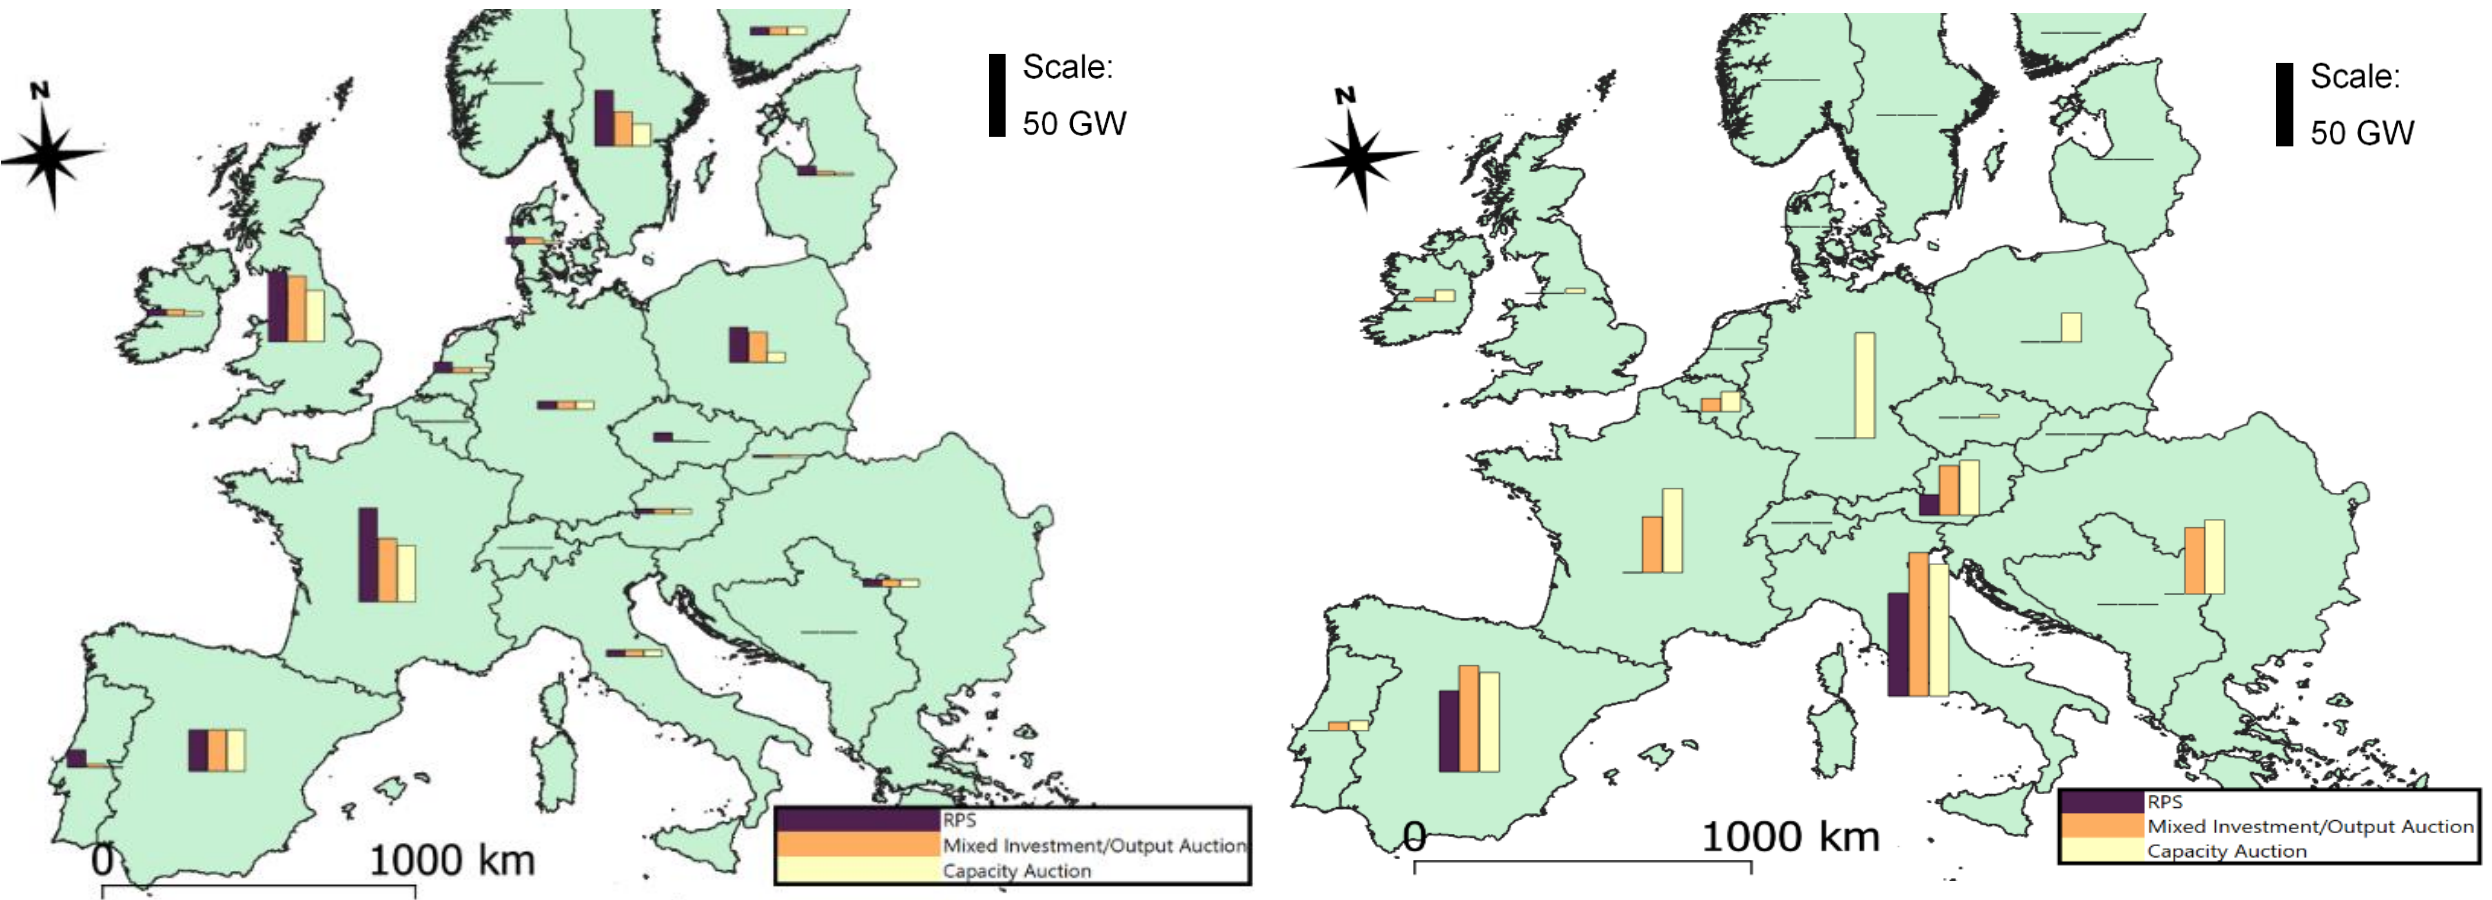 N
Scale:
50 GW
0
1000 km
RPS
Mixed Investment/Output Auction
Capacity Auction
N
Scale:
50 GW
0
1000 km
RPS
Mixed Investment/Output Auction
Capacity Auction